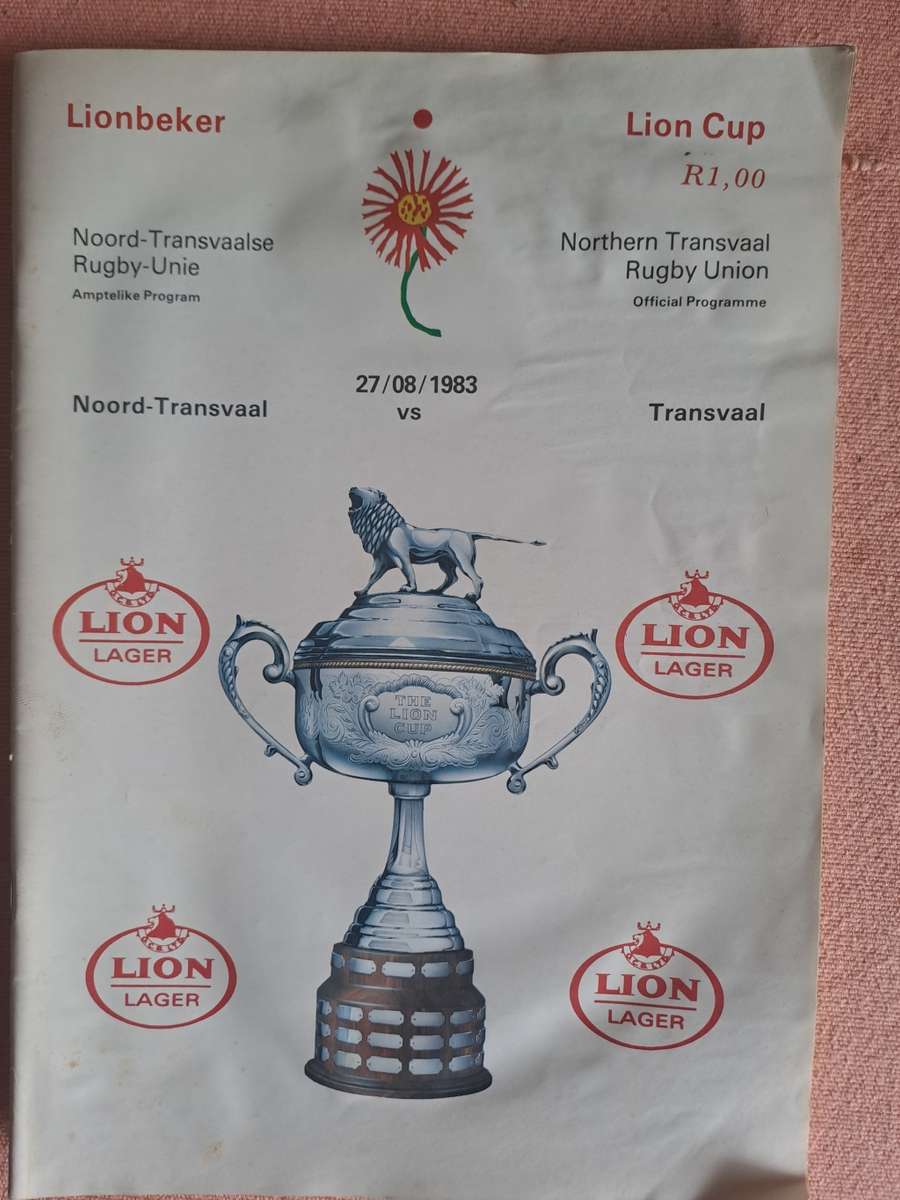 Lionbeker
Lion Cup
R1,00
Noord-Transvaalse
Rugby-Unie
Amptelike Program
Northern Transvaal
Rugby Union
Official Programme
27/08/1983
Noord-Transvaal
vs
Transvaal
LION
LAGER
LION
LAGER
THE
LION
CUP
LION
LAGER
LION
LAGER